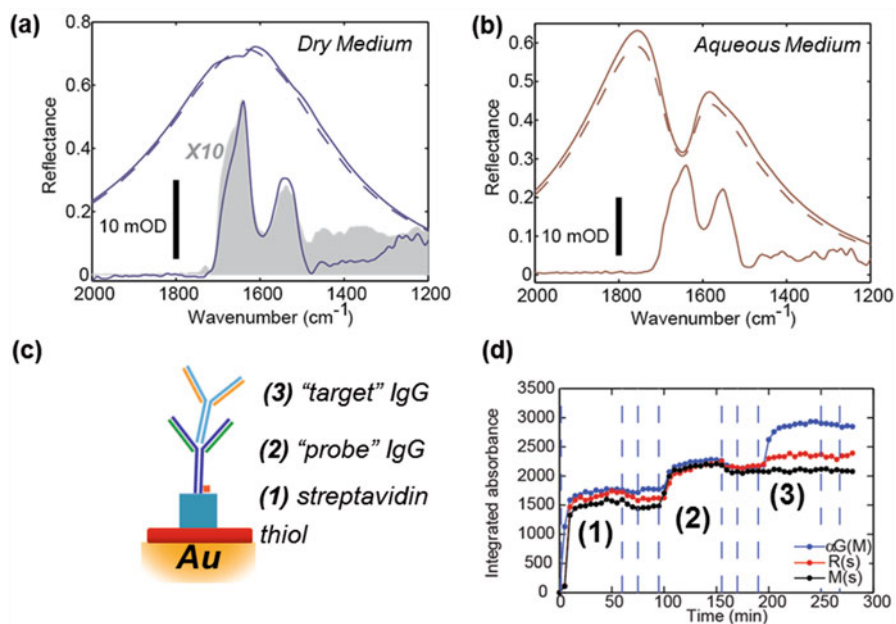 (a)
Dry Medium
0.8
0.6
0.4
0.2
0
Reflectance
X10
10 mOD
2000 1800 1600 1400 1200
Wavenumber (cm⁻¹)
(b)
Aqueous Medium
0.6
0.5
0.4
0.3
0.2
0.1
0
Reflectance
10 mOD
2000 1800 1600 1400 1200
Wavenumber (cm⁻¹)
(c)
(3) "target" IgG
(2) "probe" IgG
(1) streptavidin
thiol
Au
(d)
3500
3000
2500
2000
1500
1000
500
0
Integrated absorbance
(1)
(2)
(3)
αG(M)
R(s)
M(s)
0 50 100 150 200 250 300
Time (min)